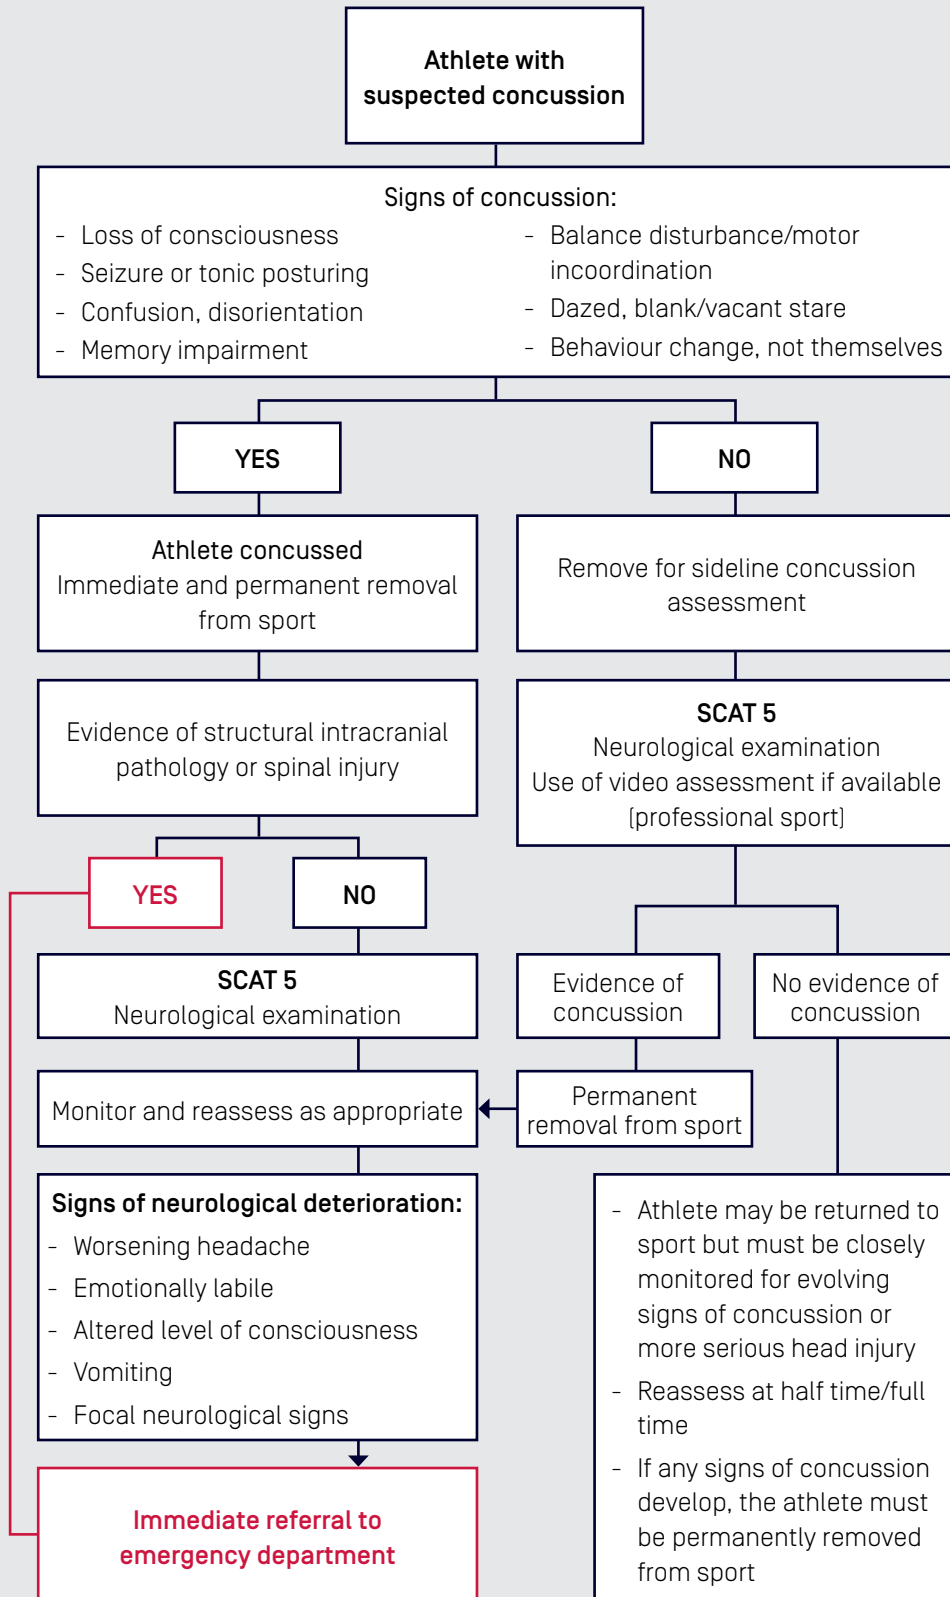 Athlete with
suspected concussion
Signs of concussion:
- Loss of consciousness
- Seizure or tonic posturing
- Confusion, disorientation
- Memory impairment
- Balance disturbance/motor
incoordination
- Dazed, blank/vacant stare
- Behaviour change, not themselves
YES
NO
Athlete concussed
Immediate and permanent removal
from sport
Remove for sideline concussion
assessment
Evidence of structural intracranial
pathology or spinal injury
SCAT 5
Neurological examination
Use of video assessment if available
(professional sport)
YES
NO
SCAT 5
Neurological examination
Evidence of
concussion
No evidence of
concussion
Monitor and reassess as appropriate
Permanent
removal from sport
Signs of neurological deterioration:
- Worsening headache
- Emotionally labile
- Altered level of consciousness
- Vomiting
- Focal neurological signs
- Athlete may be returned to
sport but must be closely
monitored for evolving
signs of concussion or
more serious head injury
- Reassess at half time/full
time
- If any signs of concussion
develop, the athlete must
be permanently removed
from sport
Immediate referral to
emergency department